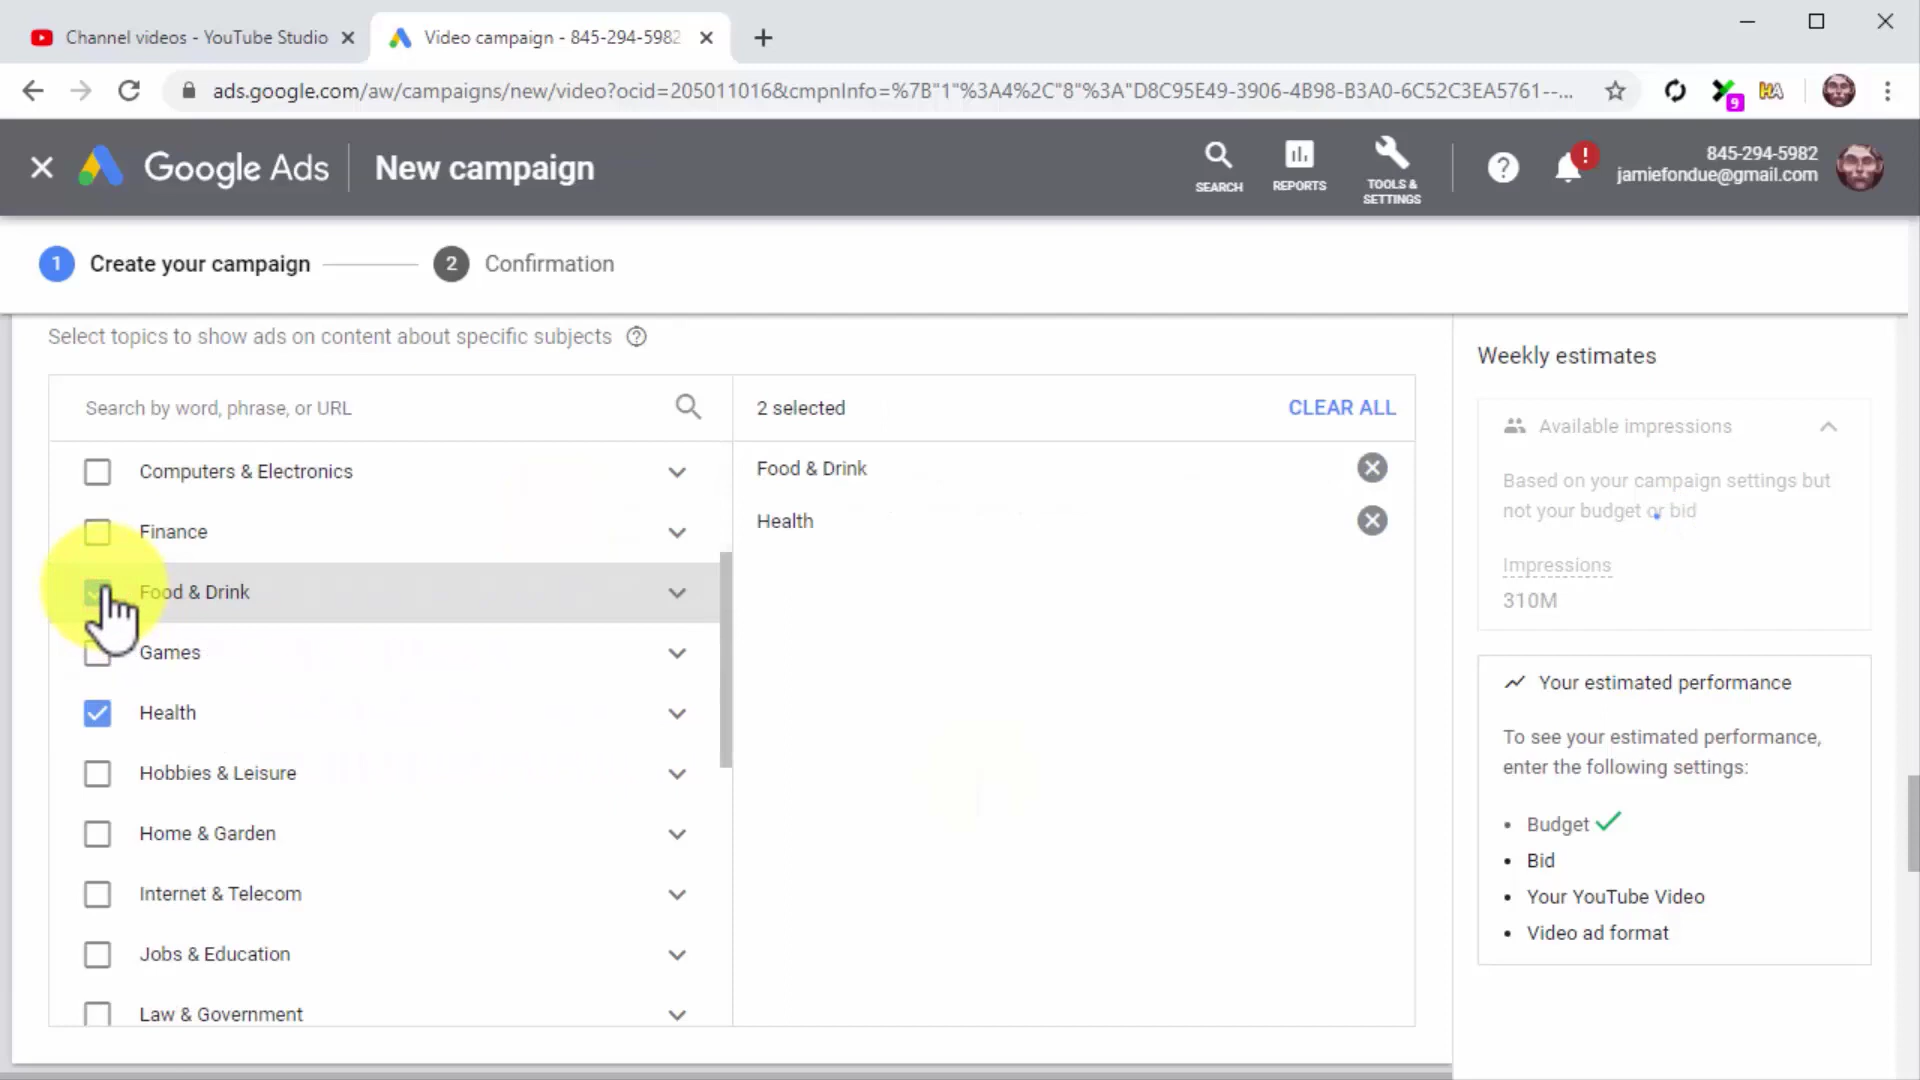 Channel videos - YouTube Studio
Video campaign - 845-294-5982
ads.google.com/aw/campaigns/new/video?ocid=205011016&cmpnInfo=%7B"1"%3A4%2C"8"%3A"D8C95E49-3906-4B98-B3A0-6C52C3EA5761--...
9
HA
Google Ads
New campaign
SEARCH
REPORTS
TOOLS &
SETTINGS
?
!
845-294-5982
jamiefondue@gmail.com
1 Create your campaign
2 Confirmation
Select topics to show ads on content about specific subjects ?
Search by word, phrase, or URL
Computers & Electronics
Finance
Food & Drink
Games
Health
Hobbies & Leisure
Home & Garden
Internet & Telecom
Jobs & Education
Law & Government
2 selected
CLEAR ALL
Food & Drink
Health
Weekly estimates
Available impressions
Based on your campaign settings but
not your budget or bid
Impressions
310M
Your estimated performance
To see your estimated performance,
enter the following settings:
• Budget
• Bid
• Your YouTube Video
• Video ad format